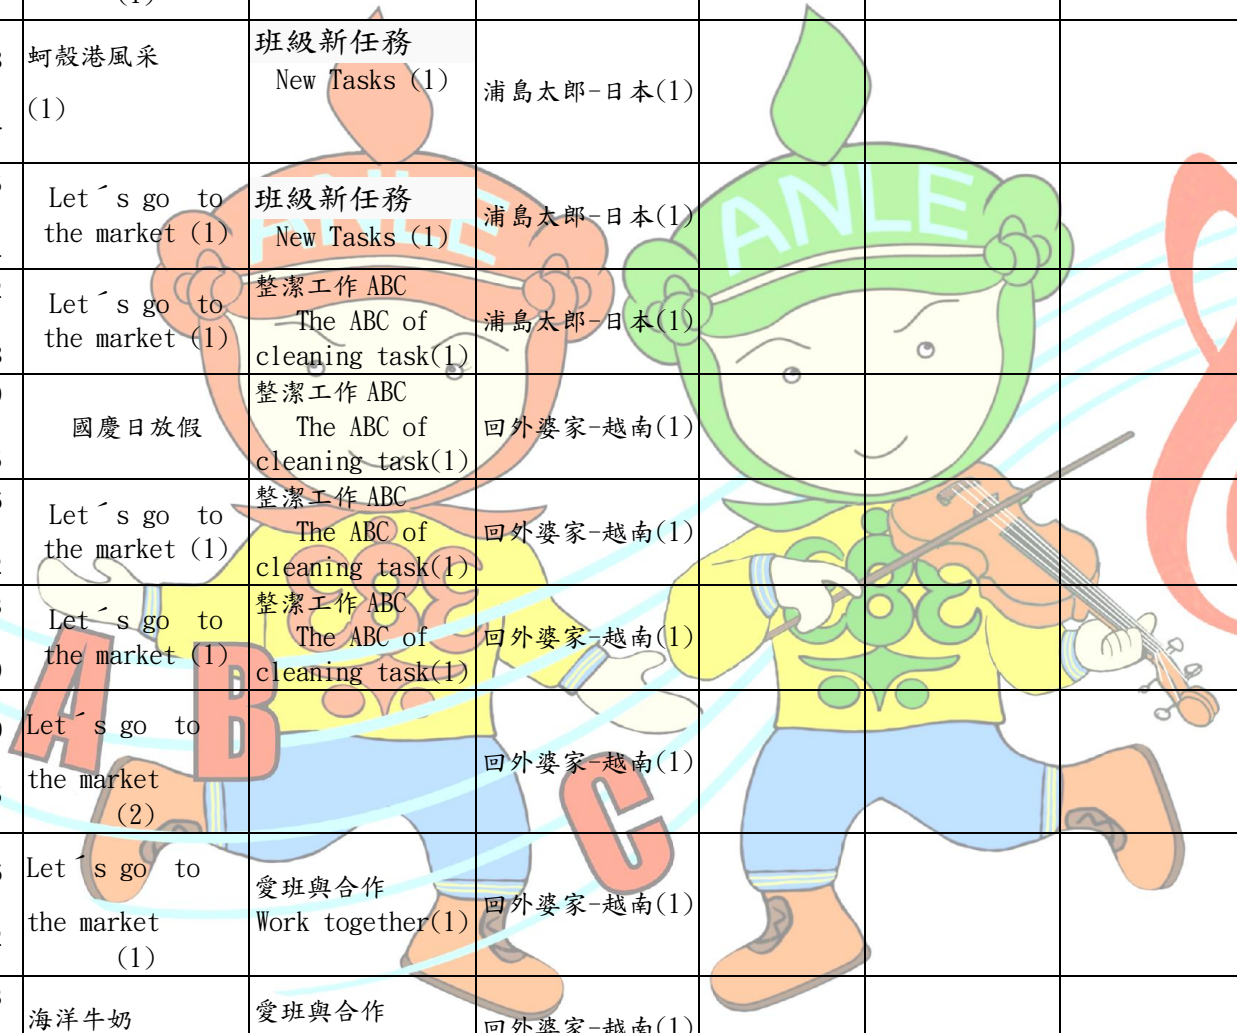 蚵殼港風采
(1)
班級新任務
New Tasks (1)
浦島太郎-日本(1)
Let´s go to
the market (1)
班級新任務
New Tasks (1)
浦島太郎-日本(1)
Let´s go to
the market (1)
整潔工作 ABC
The ABC of
cleaning task(1)
浦島太郎-日本(1)
國慶日放假
整潔工作 ABC
The ABC of
cleaning task(1)
回外婆家-越南(1)
Let´s go to
the market (1)
整潔工作 ABC
The ABC of
cleaning task(1)
回外婆家-越南(1)
Let´s go to
the market (1)
整潔工作 ABC
The ABC of
cleaning task(1)
回外婆家-越南(1)
Let´s go to
the market
(2)
回外婆家-越南(1)
Let´s go to
the market
(1)
愛班與合作
Work together(1)
回外婆家-越南(1)
海洋牛奶
愛班與合作
回外婆家-越南(1)
ANLE
ANLE
A B C